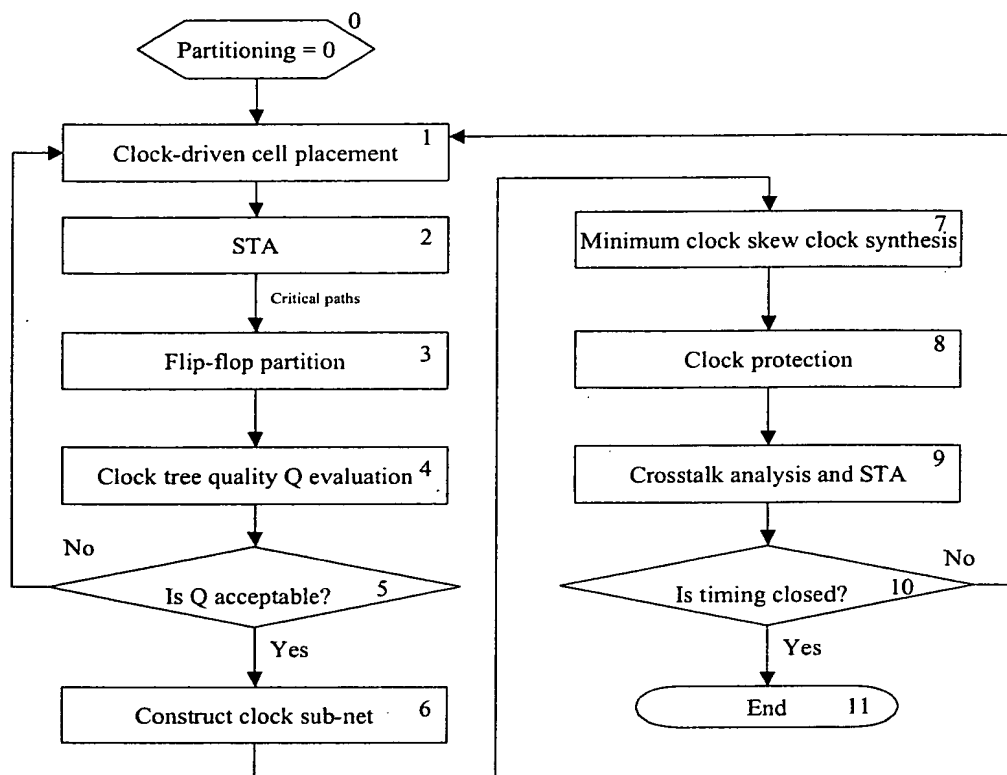 0
Partitioning = 0
1
Clock-driven cell placement
2
STA
Critical paths
3
Flip-flop partition
4
Clock tree quality Q evaluation
No
Is Q acceptable?
5
Yes
6
Construct clock sub-net
7
Minimum clock skew clock synthesis
8
Clock protection
9
Crosstalk analysis and STA
No
Is timing closed?
10
Yes
End
11